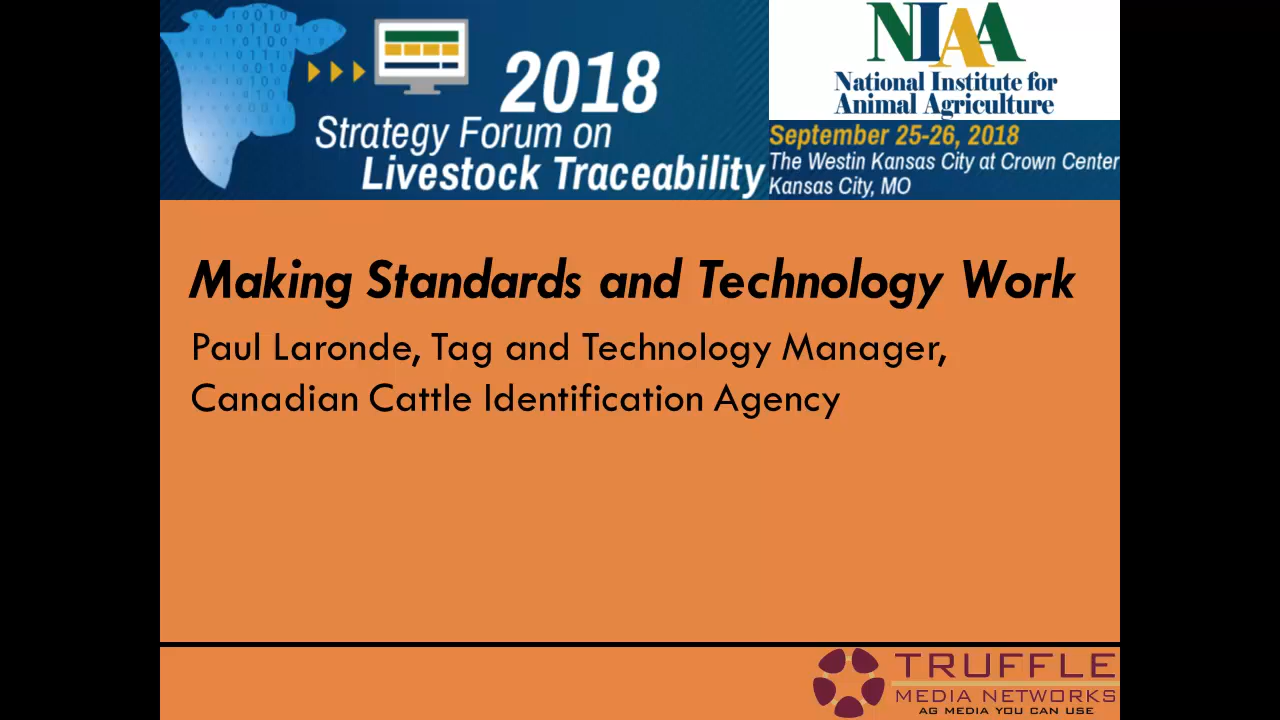 2018
Strategy Forum on
Livestock Traceability
NIAA
National Institute for
Animal Agriculture
September 25-26, 2018
The Westin Kansas City at Crown Center
Kansas City, MO
Making Standards and Technology Work
Paul Laronde, Tag and Technology Manager,
Canadian Cattle Identification Agency
TRUFFLE
MEDIA NETWORKS
AG MEDIA YOU CAN USE